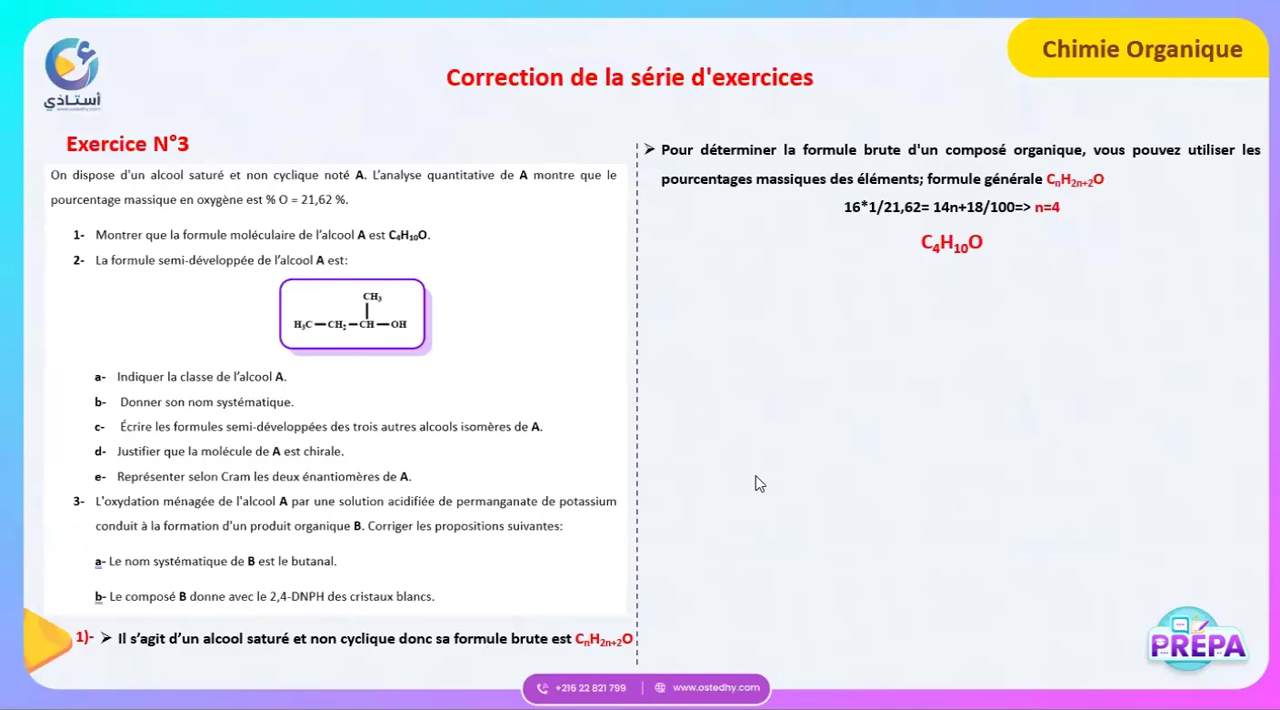 أستاذي
www.ostedhy.com
Correction de la série d'exercices
Chimie Organique
Exercice N°3
On dispose d'un alcool saturé et non cyclique noté A. L'analyse quantitative de A montre que le
pourcentage massique en oxygène est % O = 21,62 %.
1- Montrer que la formule moléculaire de l'alcool A est C₄H₁₀O.
2- La formule semi-développée de l'alcool A est:
CH₃
H₃C—CH₂—CH—OH
a- Indiquer la classe de l'alcool A.
b- Donner son nom systématique.
c- Écrire les formules semi-développées des trois autres alcools isomères de A.
d- Justifier que la molécule de A est chirale.
e- Représenter selon Cram les deux énantiomères de A.
3- L'oxydation ménagée de l'alcool A par une solution acidifiée de permanganate de potassium
conduit à la formation d'un produit organique B. Corriger les propositions suivantes:
a- Le nom systématique de B est le butanal.
b- Le composé B donne avec le 2,4-DNPH des cristaux blancs.
1)- ➢ Il s'agit d'un alcool saturé et non cyclique donc sa formule brute est CₙH₂ₙ₊₂O
➢ Pour déterminer la formule brute d'un composé organique, vous pouvez utiliser les
pourcentages massiques des éléments; formule générale CₙH₂ₙ₊₂O
16*1/21,62= 14n+18/100=> n=4
C₄H₁₀O
PRÉPA
+216 22 821 799 | www.ostedhy.com